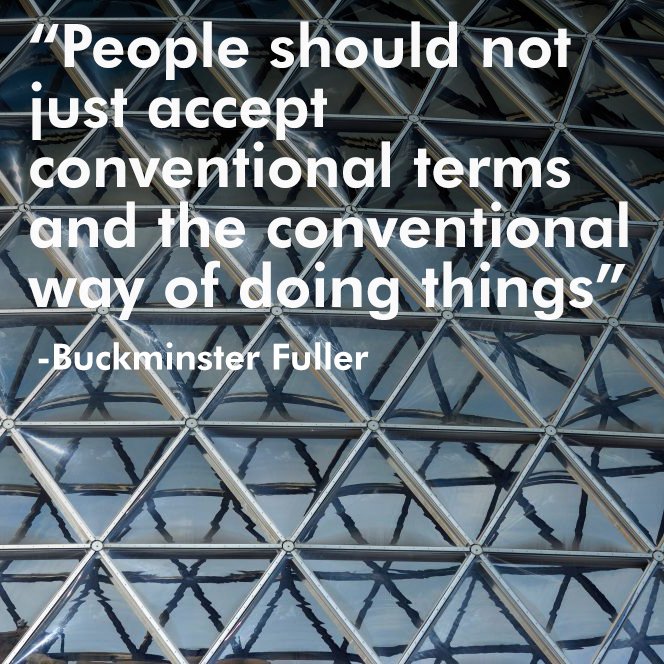 “People should not
just accept
conventional terms
and the conventional
way of doing things”
-Buckminster Fuller